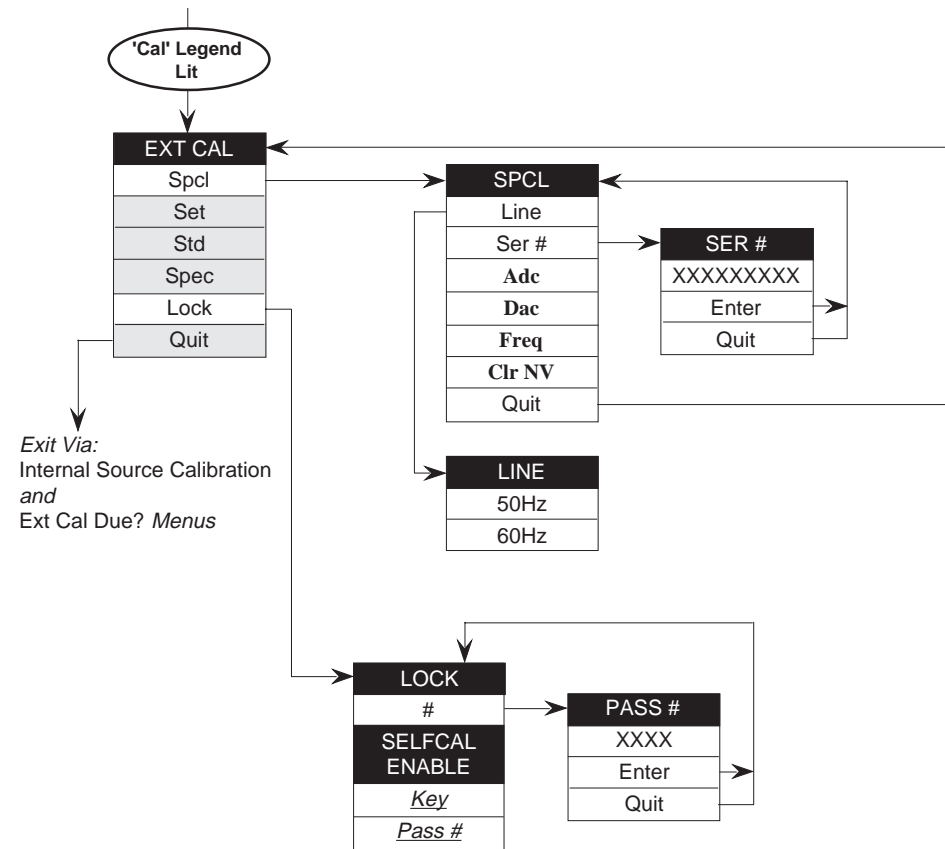 'Cal' Legend
Lit
EXT CAL
Spcl
Set
Std
Spec
Lock
Quit
Exit Via:
Internal Source Calibration
and
Ext Cal Due? Menus
SPCL
Line
Ser #
Adc
Dac
Freq
Clr NV
Quit
SER #
XXXXXXXXX
Enter
Quit
LINE
50Hz
60Hz
LOCK
#
SELFCAL
ENABLE
Key
Pass #
PASS #
XXXX
Enter
Quit